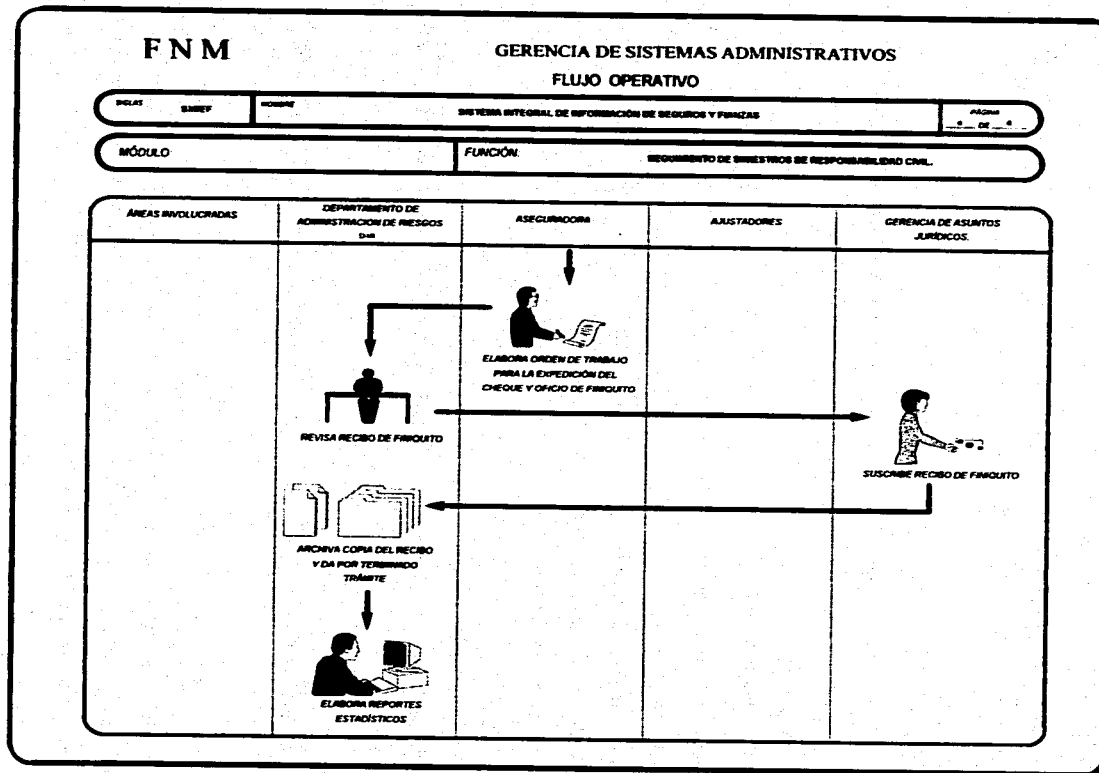 FNM
GERENCIA DE SISTEMAS ADMINISTRATIVOS
FLUJO OPERATIVO
SIGLAS
NOMBRE
SISTEMA INTEGRAL DE INFORMACIÓN DE SEGUROS Y FIANZAS
PÁGINA
DE
MÓDULO:
FUNCIÓN:
SEGUIMIENTO DE SINIESTROS DE RESPONSABILIDAD CIVIL.
ÁREAS INVOLUCRADAS
DEPARTAMENTO DE
ADMINISTRACION DE RIESGOS
ASEGURADORA
AJUSTADORES
GERENCIA DE ASUNTOS
JURÍDICOS.
ELABORA ORDEN DE TRABAJO
PARA LA EXPEDICIÓN DEL
CHEQUE Y OFICIO DE FINIQUITO
REVISA RECIBO DE FINIQUITO
SUSCRIBE RECIBO DE FINIQUITO
ARCHIVA COPIA DEL RECIBO
Y DA POR TERMINADO
TRÁMITE
ELABORA REPORTES
ESTADÍSTICOS